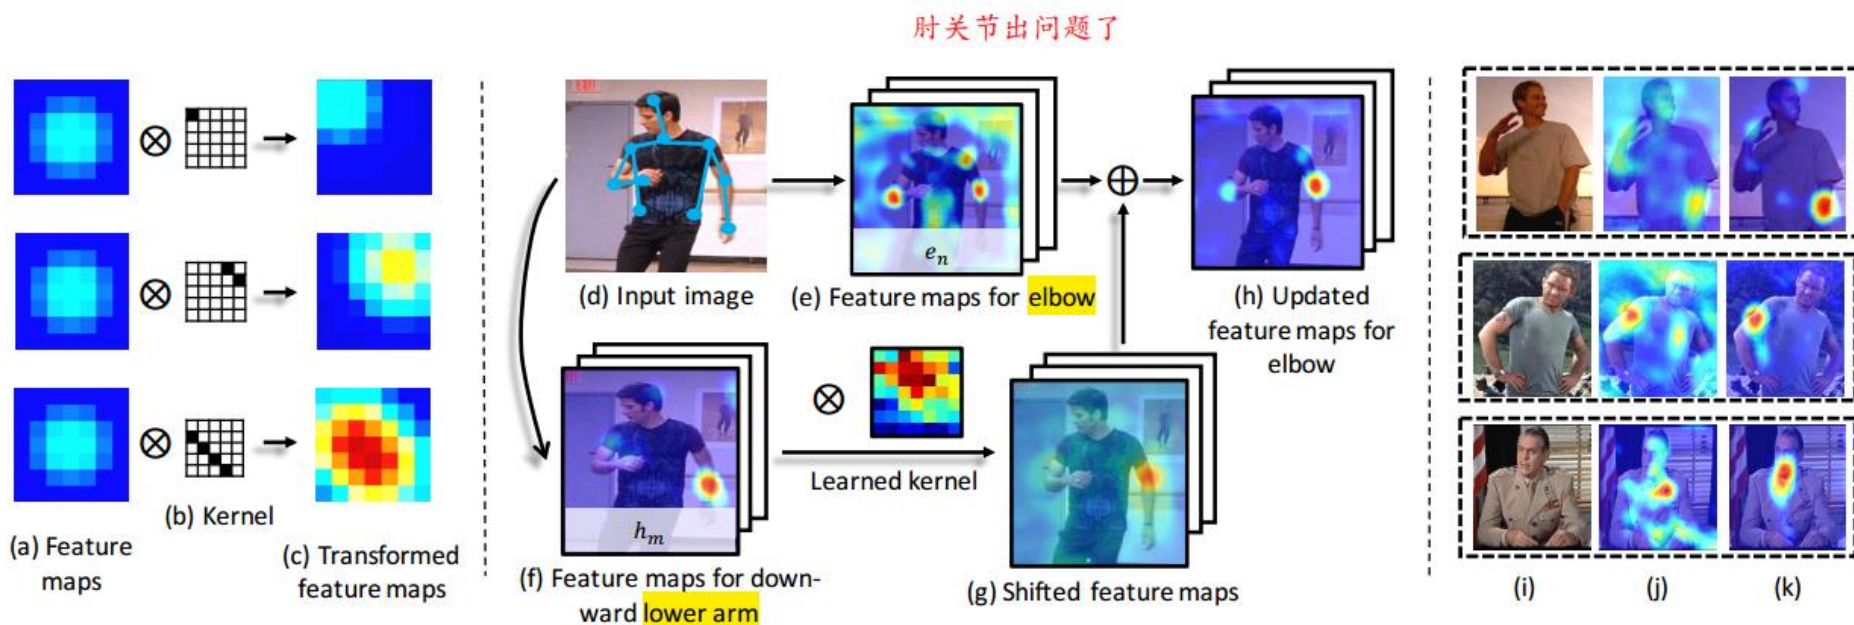 肘关节出问题了
(a) Feature
maps
(b) Kernel
(c) Transformed
feature maps
(d) Input image
e_n
(e) Feature maps for elbow
(h) Updated
feature maps for
elbow
h_m
(f) Feature maps for down-
ward lower arm
Learned kernel
(g) Shifted feature maps
(i)
(j)
(k)